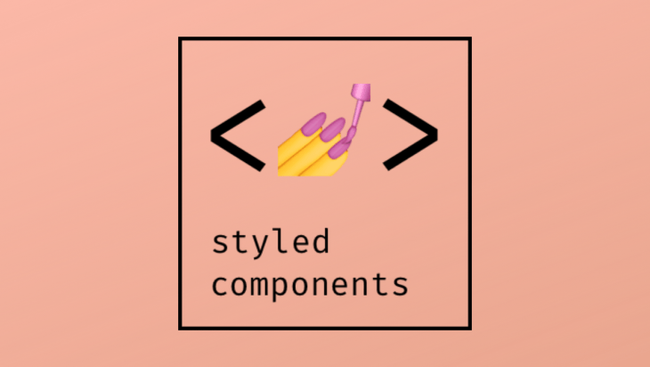 < 💅 >
styled
components